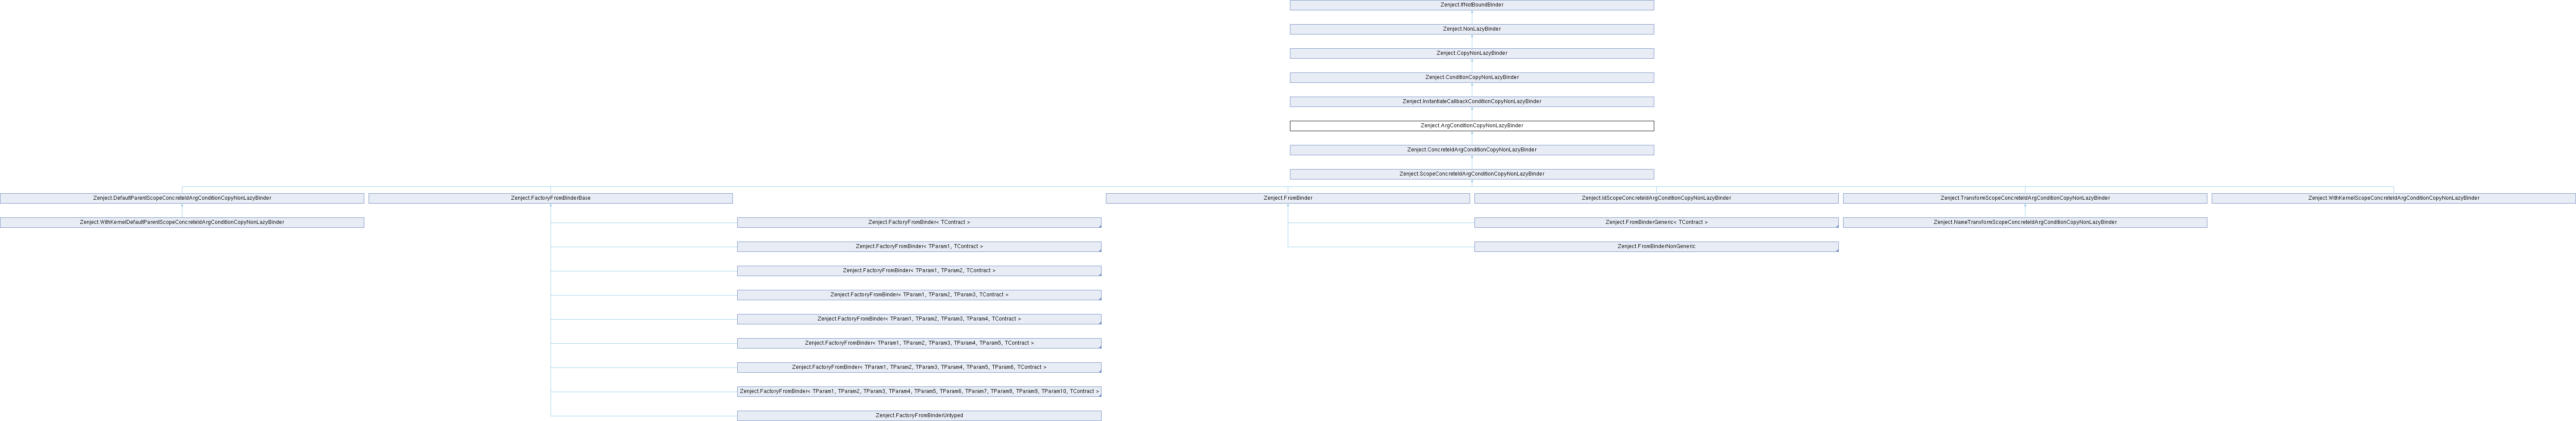 Zenject.IfNotBoundBinder
Zenject.NonLazyBinder
Zenject.CopyNonLazyBinder
Zenject.ConditionCopyNonLazyBinder
Zenject.InstantiateCallbackConditionCopyNonLazyBinder
Zenject.ArgConditionCopyNonLazyBinder
Zenject.ConcreteIdArgConditionCopyNonLazyBinder
Zenject.ScopeConcreteIdArgConditionCopyNonLazyBinder
Zenject.DefaultParentScopeConcreteIdArgConditionCopyNonLazyBinder
Zenject.FactoryFromBinderBase
Zenject.FromBinder
Zenject.IdScopeConcreteIdArgConditionCopyNonLazyBinder
Zenject.TransformScopeConcreteIdArgConditionCopyNonLazyBinder
Zenject.WithKernelScopeConcreteIdArgConditionCopyNonLazyBinder
Zenject.WithKernelDefaultParentScopeConcreteIdArgConditionCopyNonLazyBinder
Zenject.FactoryFromBinder< TContract >
Zenject.FromBinderGeneric< TContract >
Zenject.NameTransformScopeConcreteIdArgConditionCopyNonLazyBinder
Zenject.FactoryFromBinder< TParam1, TContract >
Zenject.FromBinderNonGeneric
Zenject.FactoryFromBinder< TParam1, TParam2, TContract >
Zenject.FactoryFromBinder< TParam1, TParam2, TParam3, TContract >
Zenject.FactoryFromBinder< TParam1, TParam2, TParam3, TParam4, TContract >
Zenject.FactoryFromBinder< TParam1, TParam2, TParam3, TParam4, TParam5, TContract >
Zenject.FactoryFromBinder< TParam1, TParam2, TParam3, TParam4, TParam5, TParam6, TContract >
Zenject.FactoryFromBinder< TParam1, TParam2, TParam3, TParam4, TParam5, TParam6, TParam7, TParam8, TParam9, TParam10, TContract >
Zenject.FactoryFromBinderUntyped